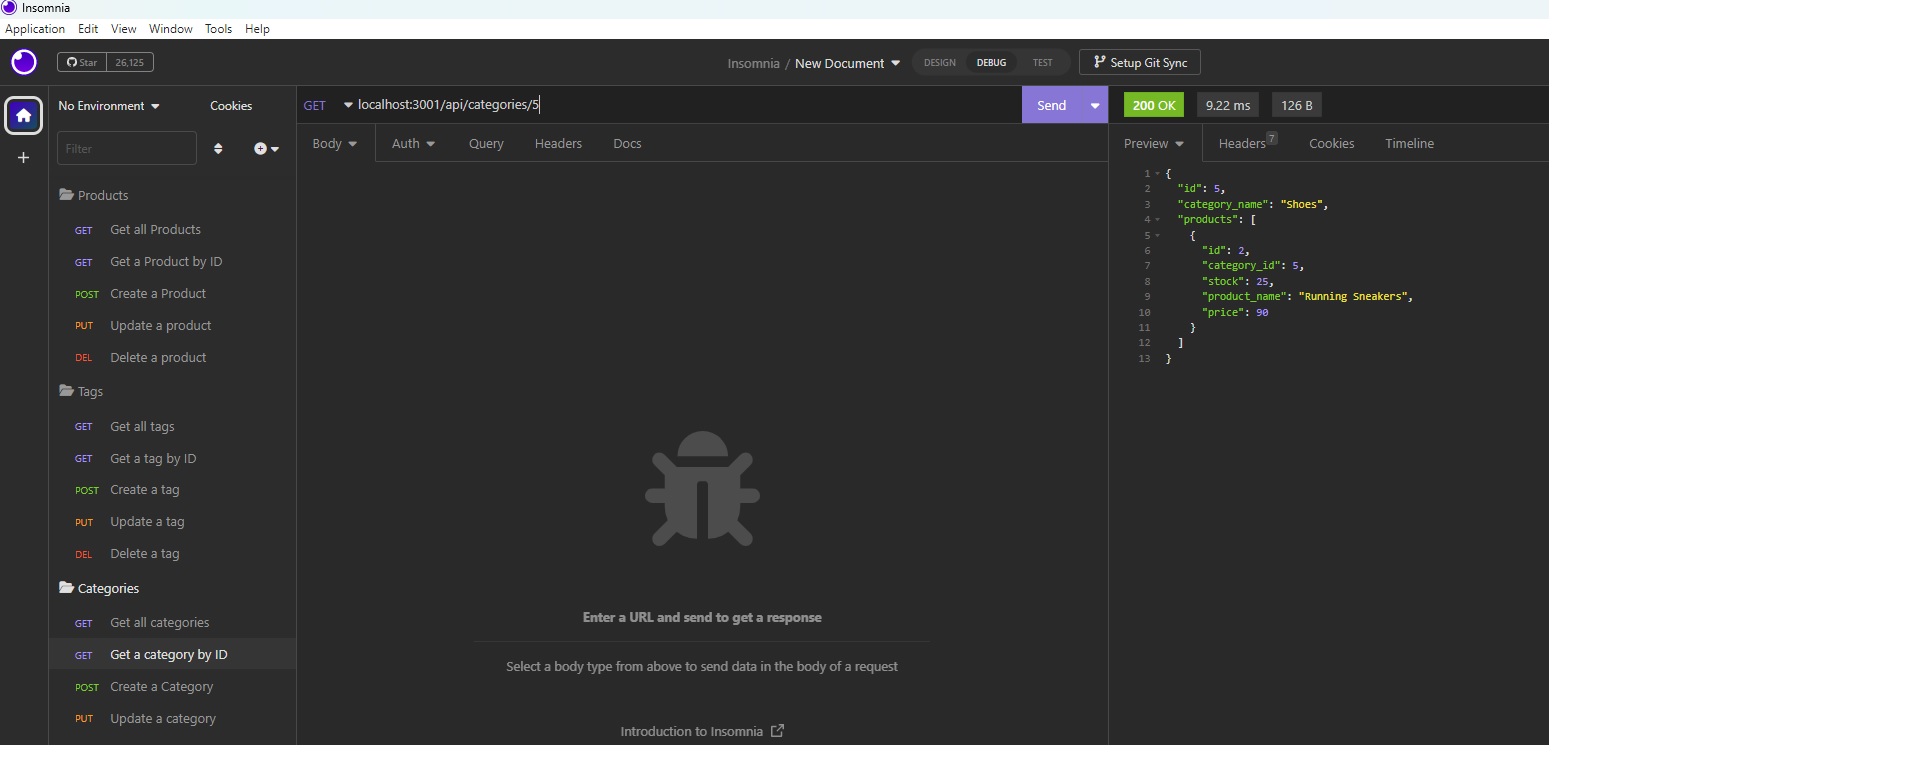 Insomnia
Application Edit View Window Tools Help
Star 26,125
Insomnia / New Document
DESIGN DEBUG TEST
Setup Git Sync
No Environment
Cookies
Filter
Products
GET Get all Products
GET Get a Product by ID
POST Create a Product
PUT Update a product
DEL Delete a product
Tags
GET Get all tags
GET Get a tag by ID
POST Create a tag
PUT Update a tag
DEL Delete a tag
Categories
GET Get all categories
GET Get a category by ID
POST Create a Category
PUT Update a category
GET localhost:3001/api/categories/5
Send
Body Auth Query Headers Docs
Enter a URL and send to get a response
Select a body type from above to send data in the body of a request
Introduction to Insomnia
200 OK 9.22 ms 126 B
Preview Headers 7 Cookies Timeline
1 {
2 "id": 5,
3 "category_name": "Shoes",
4 "products": [
5 {
6 "id": 2,
7 "category_id": 5,
8 "stock": 25,
9 "product_name": "Running Sneakers",
10 "price": 90
11 }
12 ]
13 }